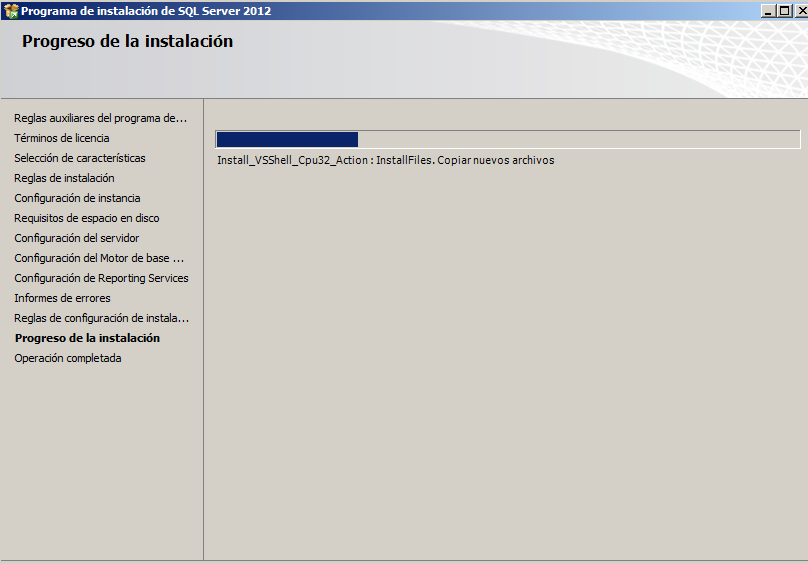 Programa de instalación de SQL Server 2012
Progreso de la instalación
Reglas auxiliares del programa de...
Términos de licencia
Selección de características
Reglas de instalación
Configuración de instancia
Requisitos de espacio en disco
Configuración del servidor
Configuración del Motor de base ...
Configuración de Reporting Services
Informes de errores
Reglas de configuración de instala...
Progreso de la instalación
Operación completada
Install_VSShell_Cpu32_Action : InstallFiles. Copiar nuevos archivos